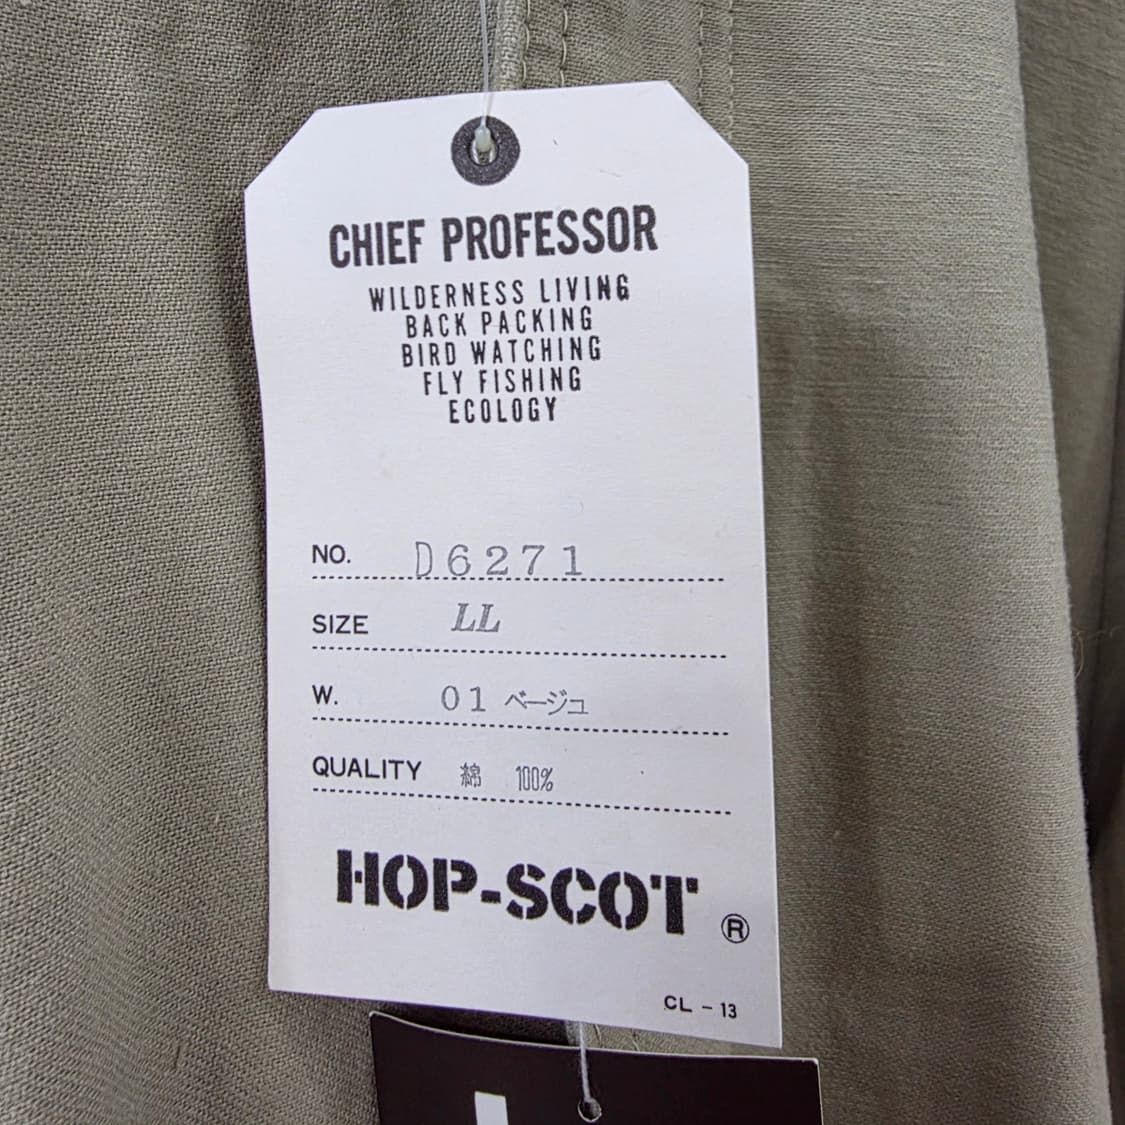 CHIEF PROFESSOR
WILDERNESS LIVING
BACK PACKING
BIRD WATCHING
FLY FISHING
ECOLOGY
NO. D6271
SIZE LL
W. 01 ベージュ
QUALITY 綿 100%
HOP-SCOT ®
CL - 13